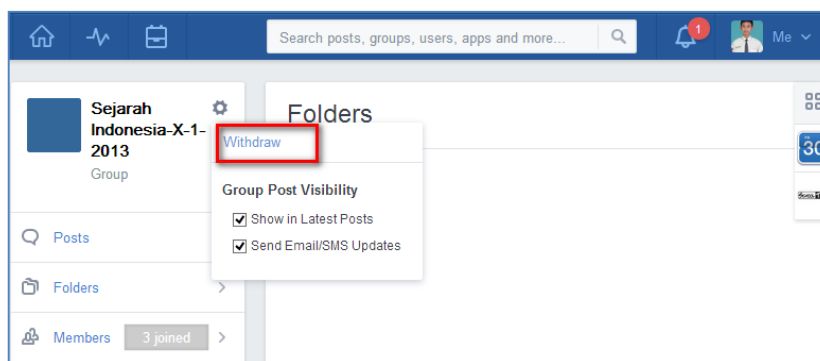 Search posts, groups, users, apps and more...
1
Me
Sejarah
Indonesia-X-1-
2013
Group
Folders
Withdraw
Group Post Visibility
Show in Latest Posts
Send Email/SMS Updates
Posts
Folders
Members
3 joined
30